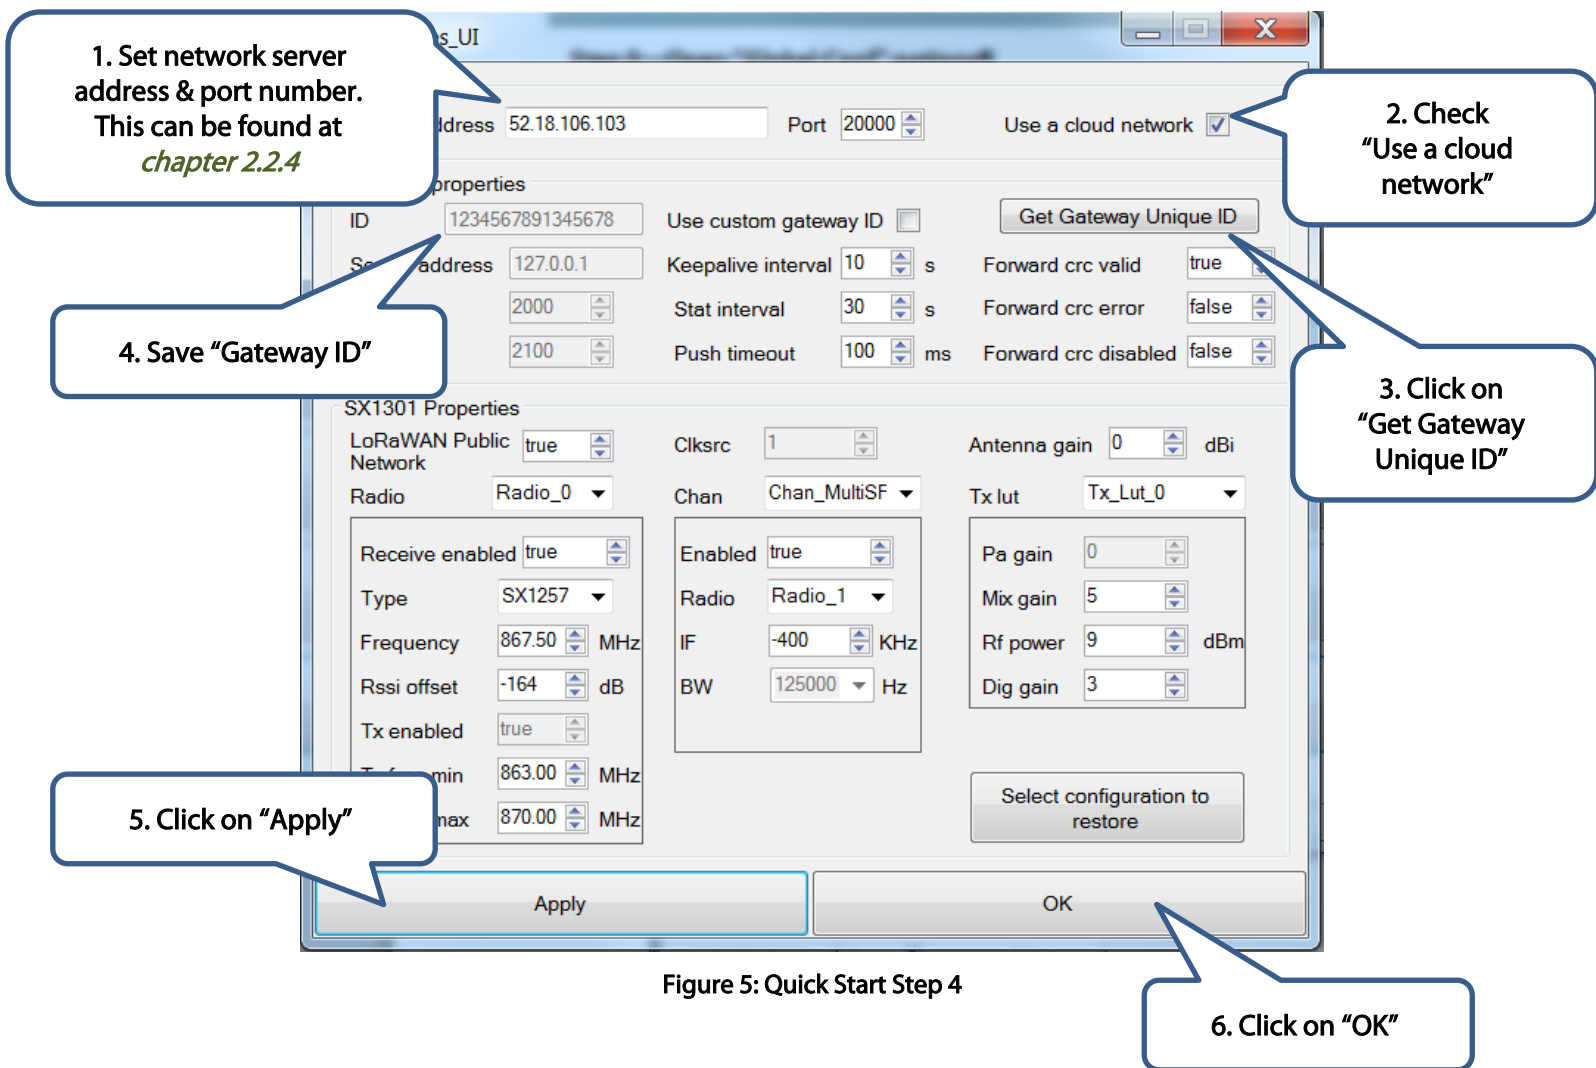 1. Set network server
address & port number.
This can be found at
chapter 2.2.4
s_UI
ddress 52.18.106.103 Port 20000 Use a cloud network
2. Check
“Use a cloud
network”
properties
ID 1234567891345678 Use custom gateway ID Get Gateway Unique ID
address 127.0.0.1 Keepalive interval 10 s Forward crc valid true
2000 Stat interval 30 s Forward crc error false
2100 Push timeout 100 ms Forward crc disabled false
4. Save “Gateway ID”
3. Click on
“Get Gateway
Unique ID”
SX1301 Properties
LoRaWAN Public
Network true Clksrc 1 Antenna gain 0 dBi
Radio Radio_0 Chan Chan_MultiSF Tx lut Tx_Lut_0
Receive enabled true Enabled true Pa gain 0
Type SX1257 Radio Radio_1 Mix gain 5
Frequency 867.50 MHz IF -400 KHz Rf power 9 dBm
Rssi offset -164 dB BW 125000 Hz Dig gain 3
Tx enabled true
min 863.00 MHz
max 870.00 MHz
Select configuration to
restore
5. Click on “Apply”
Apply OK
Figure 5: Quick Start Step 4
6. Click on “OK”